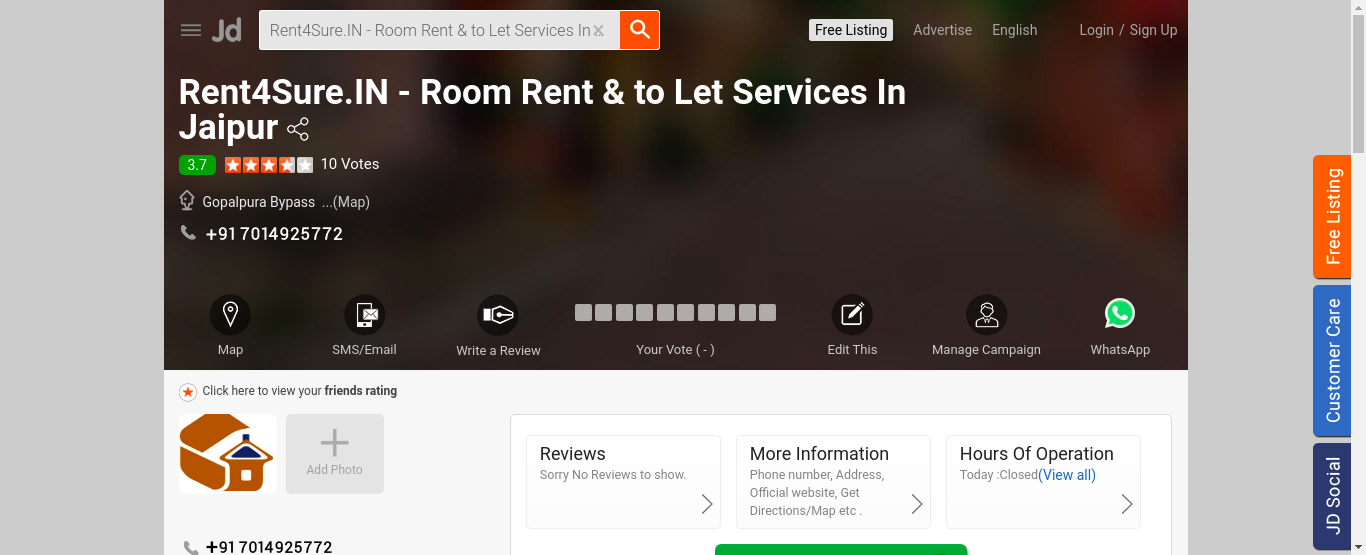 Jd
Rent4Sure.IN - Room Rent & to Let Services In
Free Listing
Advertise
English
Login / Sign Up
Rent4Sure.IN - Room Rent & to Let Services In
Jaipur
3.7
10 Votes
Gopalpura Bypass ...(Map)
+91 7014925772
Map
SMS/Email
Write a Review
Your Vote ( - )
Edit This
Manage Campaign
WhatsApp
Click here to view your friends rating
Add Photo
+91 7014925772
Reviews
Sorry No Reviews to show.
More Information
Phone number, Address,
Official website, Get
Directions/Map etc .
Hours Of Operation
Today :Closed(View all)
Free Listing
Customer Care
JD Social